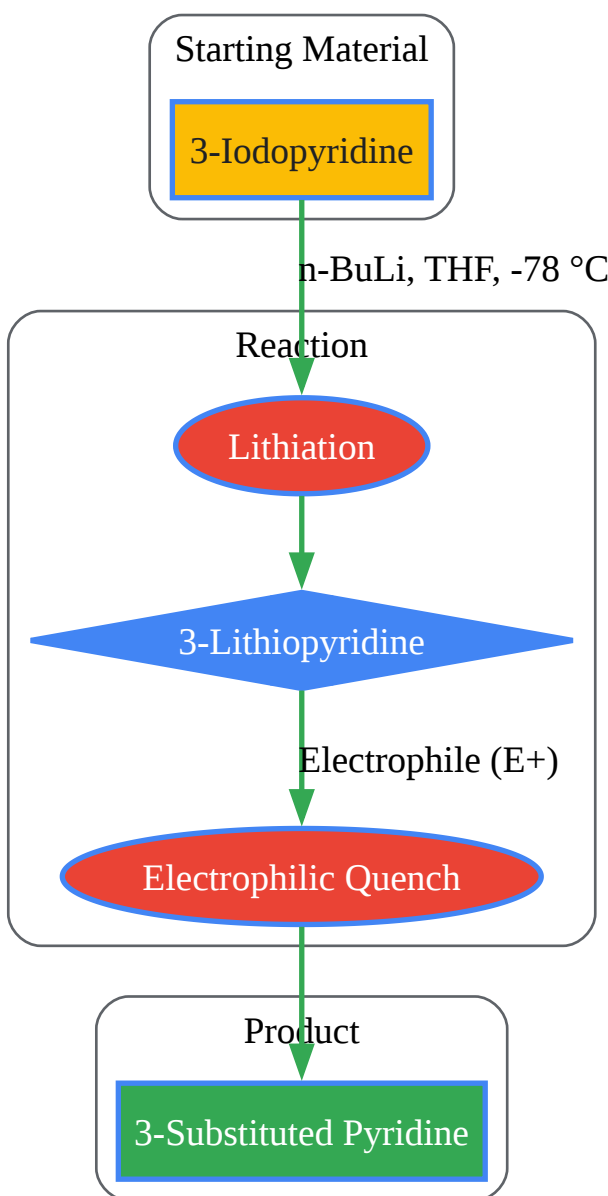 Starting Material
3-Iodopyridine
n-BuLi, THF, -78 °C
Reaction
Lithiation
3-Lithiopyridine
Electrophile (E+)
Electrophilic Quench
Product
3-Substituted Pyridine